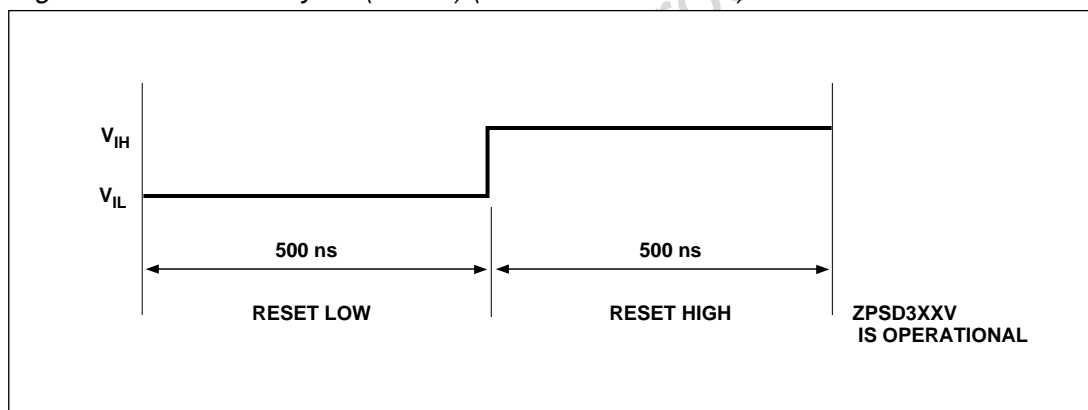 V_IH
V_IL
500 ns
500 ns
RESET LOW
RESET HIGH
ZPSD3XXV
IS OPERATIONAL